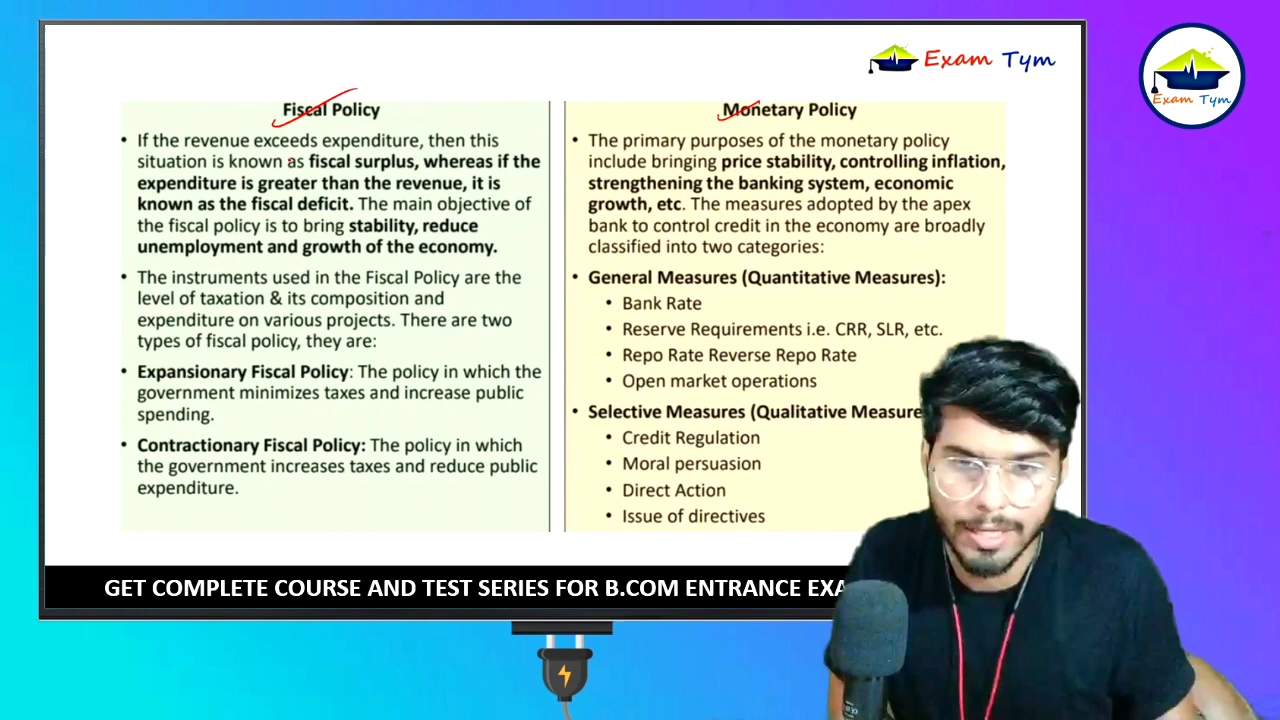 Exam Tym
Exam Tym
Fiscal Policy
• If the revenue exceeds expenditure, then this
situation is known as fiscal surplus, whereas if the
expenditure is greater than the revenue, it is
known as the fiscal deficit. The main objective of
the fiscal policy is to bring stability, reduce
unemployment and growth of the economy.
• The instruments used in the Fiscal Policy are the
level of taxation & its composition and
expenditure on various projects. There are two
types of fiscal policy, they are:
• Expansionary Fiscal Policy: The policy in which the
government minimizes taxes and increase public
spending.
• Contractionary Fiscal Policy: The policy in which
the government increases taxes and reduce public
expenditure.
Monetary Policy
• The primary purposes of the monetary policy
include bringing price stability, controlling inflation,
strengthening the banking system, economic
growth, etc. The measures adopted by the apex
bank to control credit in the economy are broadly
classified into two categories:
• General Measures (Quantitative Measures):
• Bank Rate
• Reserve Requirements i.e. CRR, SLR, etc.
• Repo Rate Reverse Repo Rate
• Open market operations
• Selective Measures (Qualitative Measure
• Credit Regulation
• Moral persuasion
• Direct Action
• Issue of directives
GET COMPLETE COURSE AND TEST SERIES FOR B.COM ENTRANCE EXA